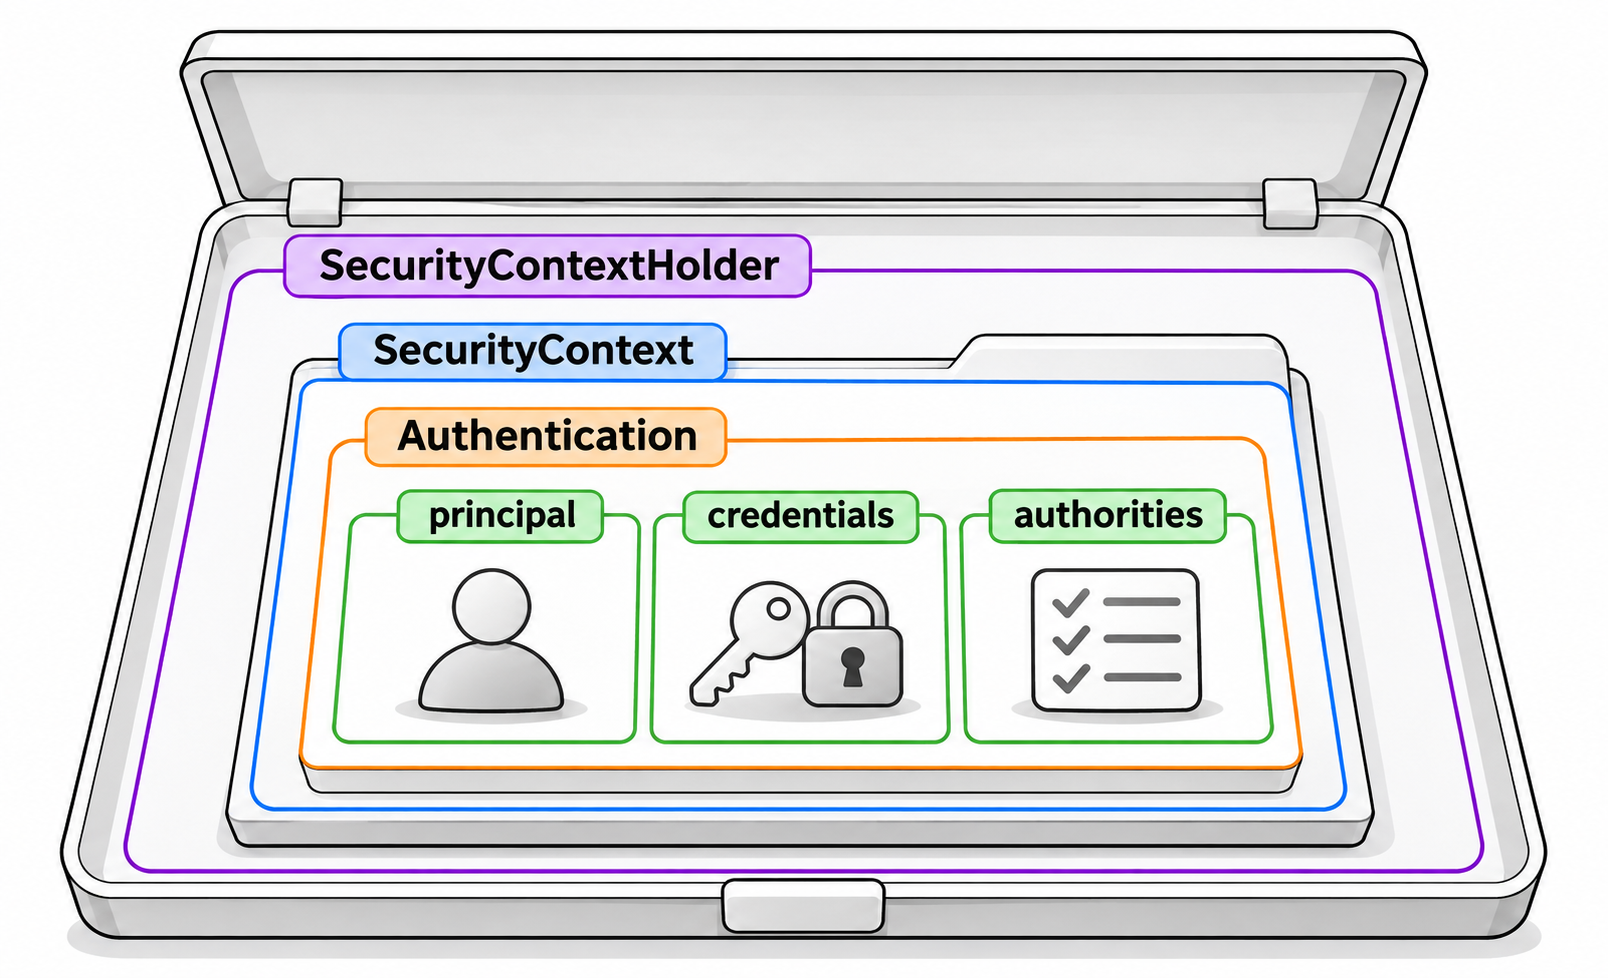 SecurityContextHolder
SecurityContext
Authentication
principal
credentials
authorities